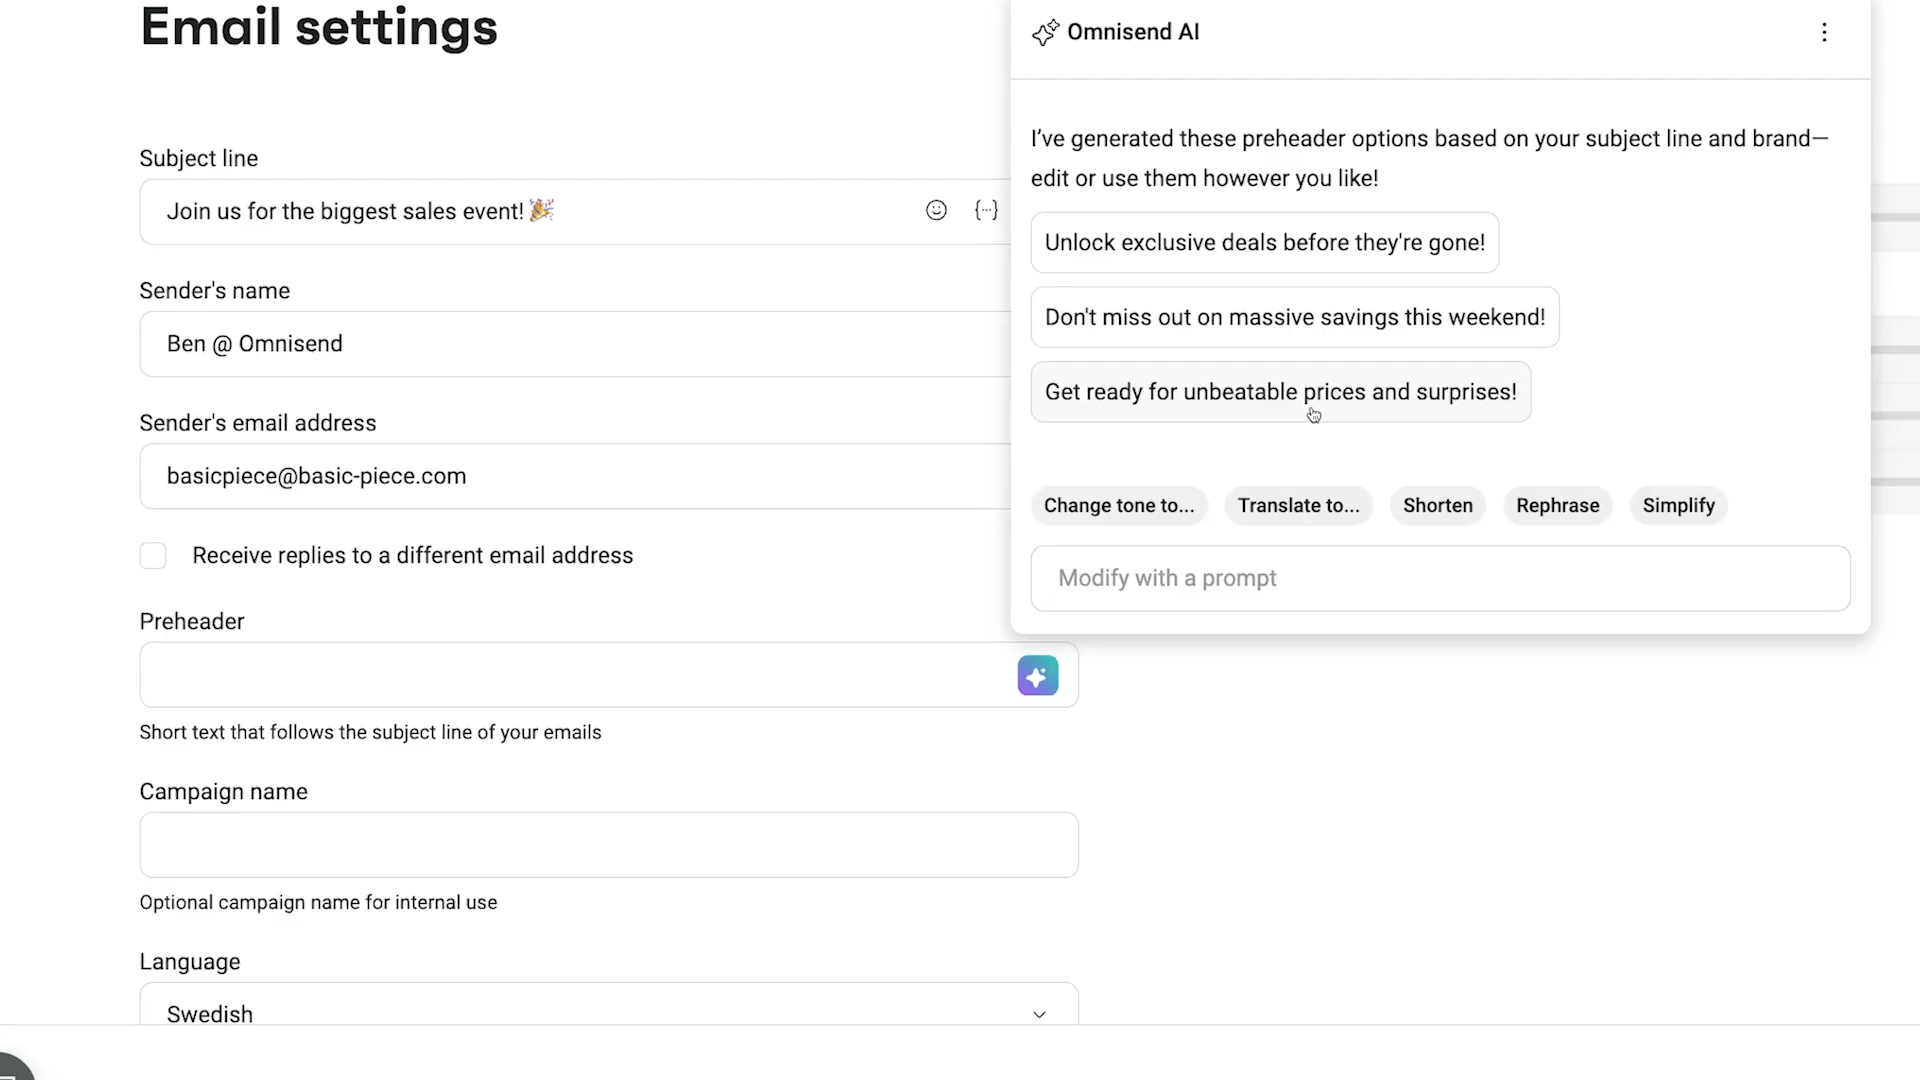 Email settings
Subject line
Join us for the biggest sales event! 🎉
Sender's name
Ben @ Omnisend
Sender's email address
basicpiece@basic-piece.com
Receive replies to a different email address
Preheader
Short text that follows the subject line of your emails
Campaign name
Optional campaign name for internal use
Language
Swedish
Omnisend AI
I've generated these preheader options based on your subject line and brand—
edit or use them however you like!
Unlock exclusive deals before they're gone!
Don't miss out on massive savings this weekend!
Get ready for unbeatable prices and surprises!
Change tone to... Translate to... Shorten Rephrase Simplify
Modify with a prompt